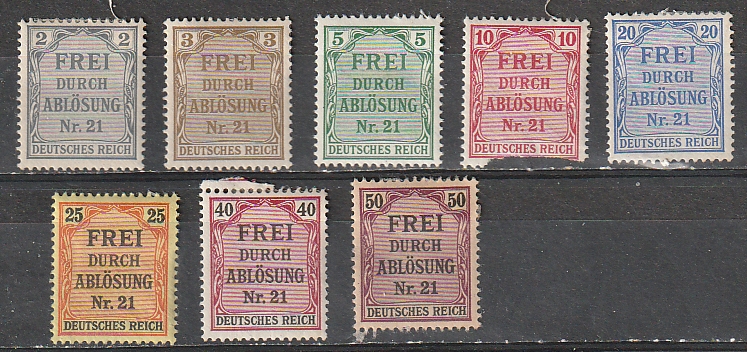 2 2
FREI
DURCH
ABLÖSUNG
Nr. 21
DEUTSCHES REICH
3 3
FREI
DURCH
ABLÖSUNG
Nr. 21
DEUTSCHES REICH
5 5
FREI
DURCH
ABLÖSUNG
Nr. 21
DEUTSCHES REICH
10 10
FREI
DURCH
ABLÖSUNG
Nr. 21
DEUTSCHES REICH
20 20
FREI
DURCH
ABLÖSUNG
Nr. 21
DEUTSCHES REICH
25 25
FREI
DURCH
ABLÖSUNG
Nr. 21
DEUTSCHES REICH
40 40
FREI
DURCH
ABLÖSUNG
Nr. 21
DEUTSCHES REICH
50 50
FREI
DURCH
ABLÖSUNG
Nr. 21
DEUTSCHES REICH